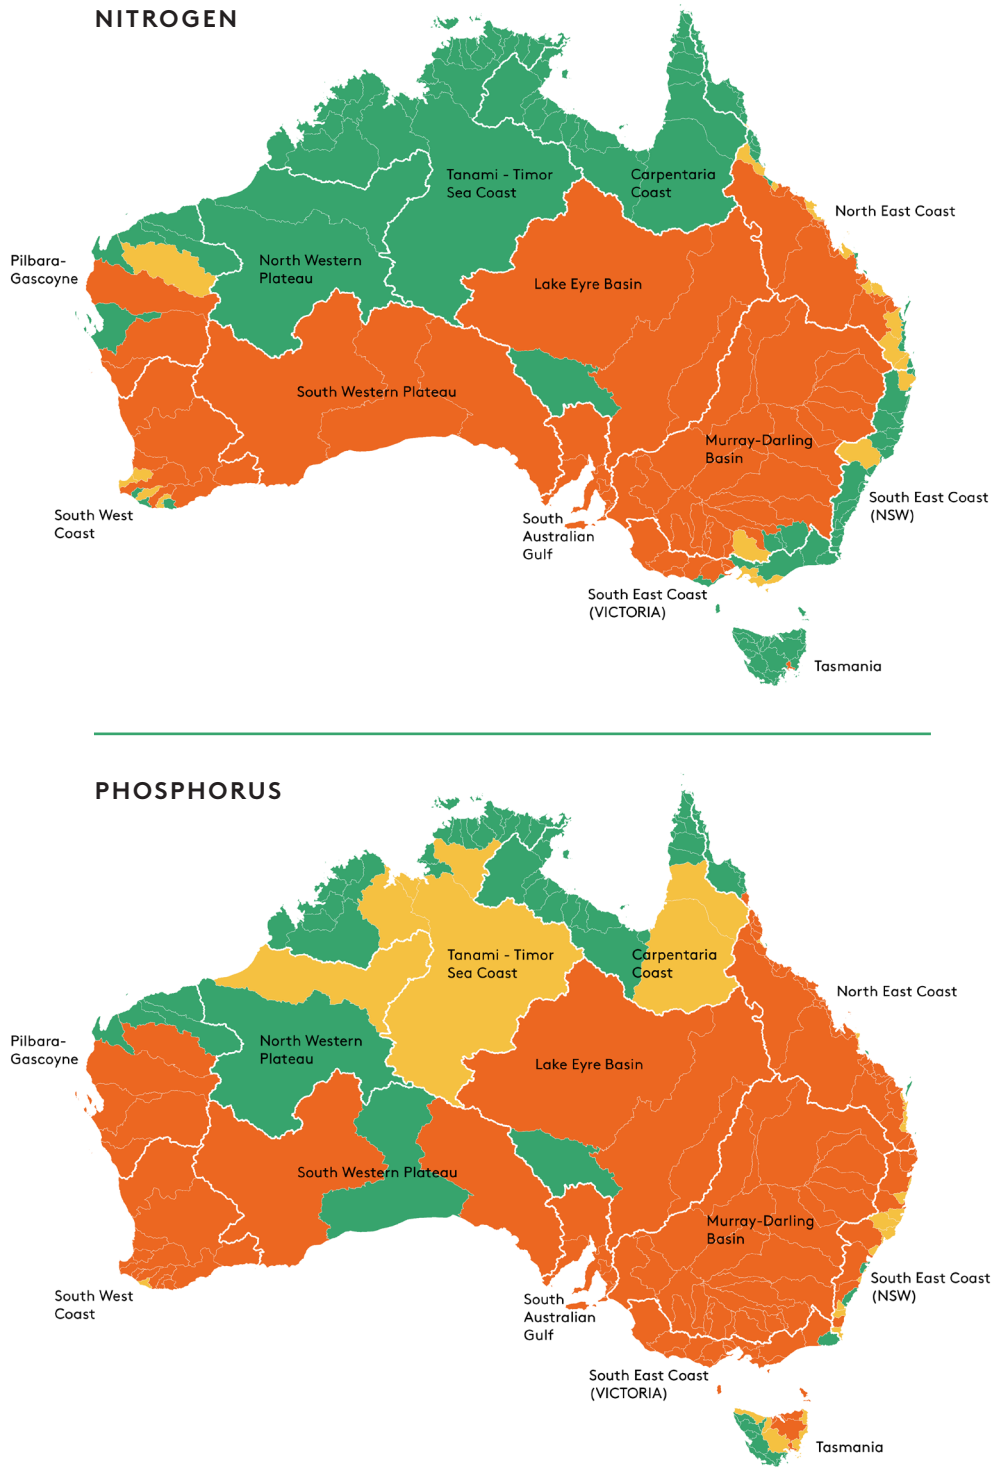 NITROGEN
Tanami - Timor
Sea Coast
Carpentaria
Coast
North East Coast
Pilbara-
Gascoyne
North Western
Plateau
Lake Eyre Basin
South Western Plateau
Murray-Darling
Basin
South East Coast
(NSW)
South West
Coast
South
Australian
Gulf
South East Coast
(VICTORIA)
Tasmania
PHOSPHORUS
Tanami - Timor
Sea Coast
Carpentaria
Coast
North East Coast
Pilbara-
Gascoyne
North Western
Plateau
Lake Eyre Basin
South Western Plateau
Murray-Darling
Basin
South East Coast
(NSW)
South West
Coast
South
Australian
Gulf
South East Coast
(VICTORIA)
Tasmania